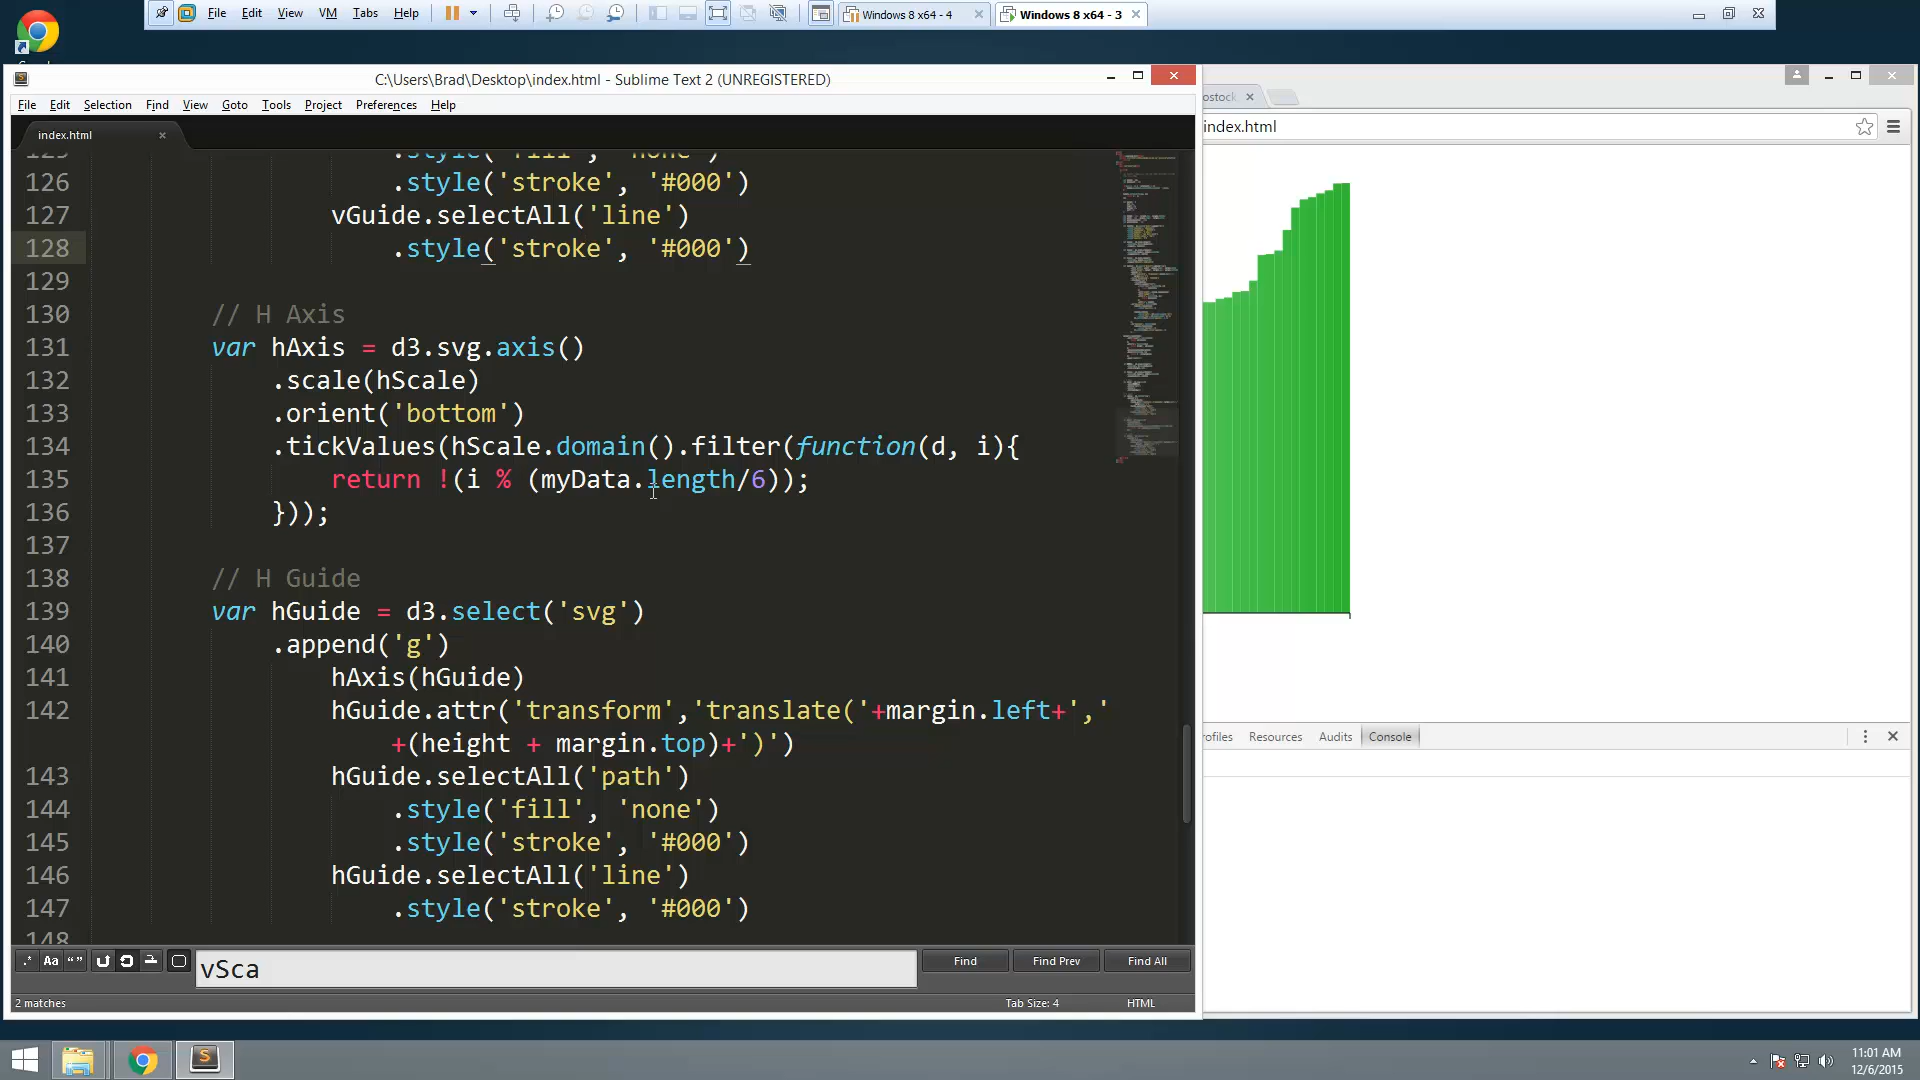 File Edit View VM Tabs Help
Windows 8 x64 - 4
Windows 8 x64 - 3
C:\Users\Brad\Desktop\index.html - Sublime Text 2 (UNREGISTERED)
File Edit Selection Find View Goto Tools Project Preferences Help
index.html
ostock
index.html
125 .style('fill', 'none')
126 .style('stroke', '#000')
127 vGuide.selectAll('line')
128 .style('stroke', '#000')
129
130 // H Axis
131 var hAxis = d3.svg.axis()
132 .scale(hScale)
133 .orient('bottom')
134 .tickValues(hScale.domain().filter(function(d, i){
135 return !(i % (myData.length/6));
136 }));
137
138 // H Guide
139 var hGuide = d3.select('svg')
140 .append('g')
141 hAxis(hGuide)
142 hGuide.attr('transform','translate('+margin.left+','
+(height + margin.top)+')')
143 hGuide.selectAll('path')
144 .style('fill', 'none')
145 .style('stroke', '#000')
146 hGuide.selectAll('line')
147 .style('stroke', '#000')
148
rofiles Resources Audits Console
.* Aa “”
vSca
Find Find Prev Find All
2 matches
Tab Size: 4
HTML
11:01 AM
12/6/2015